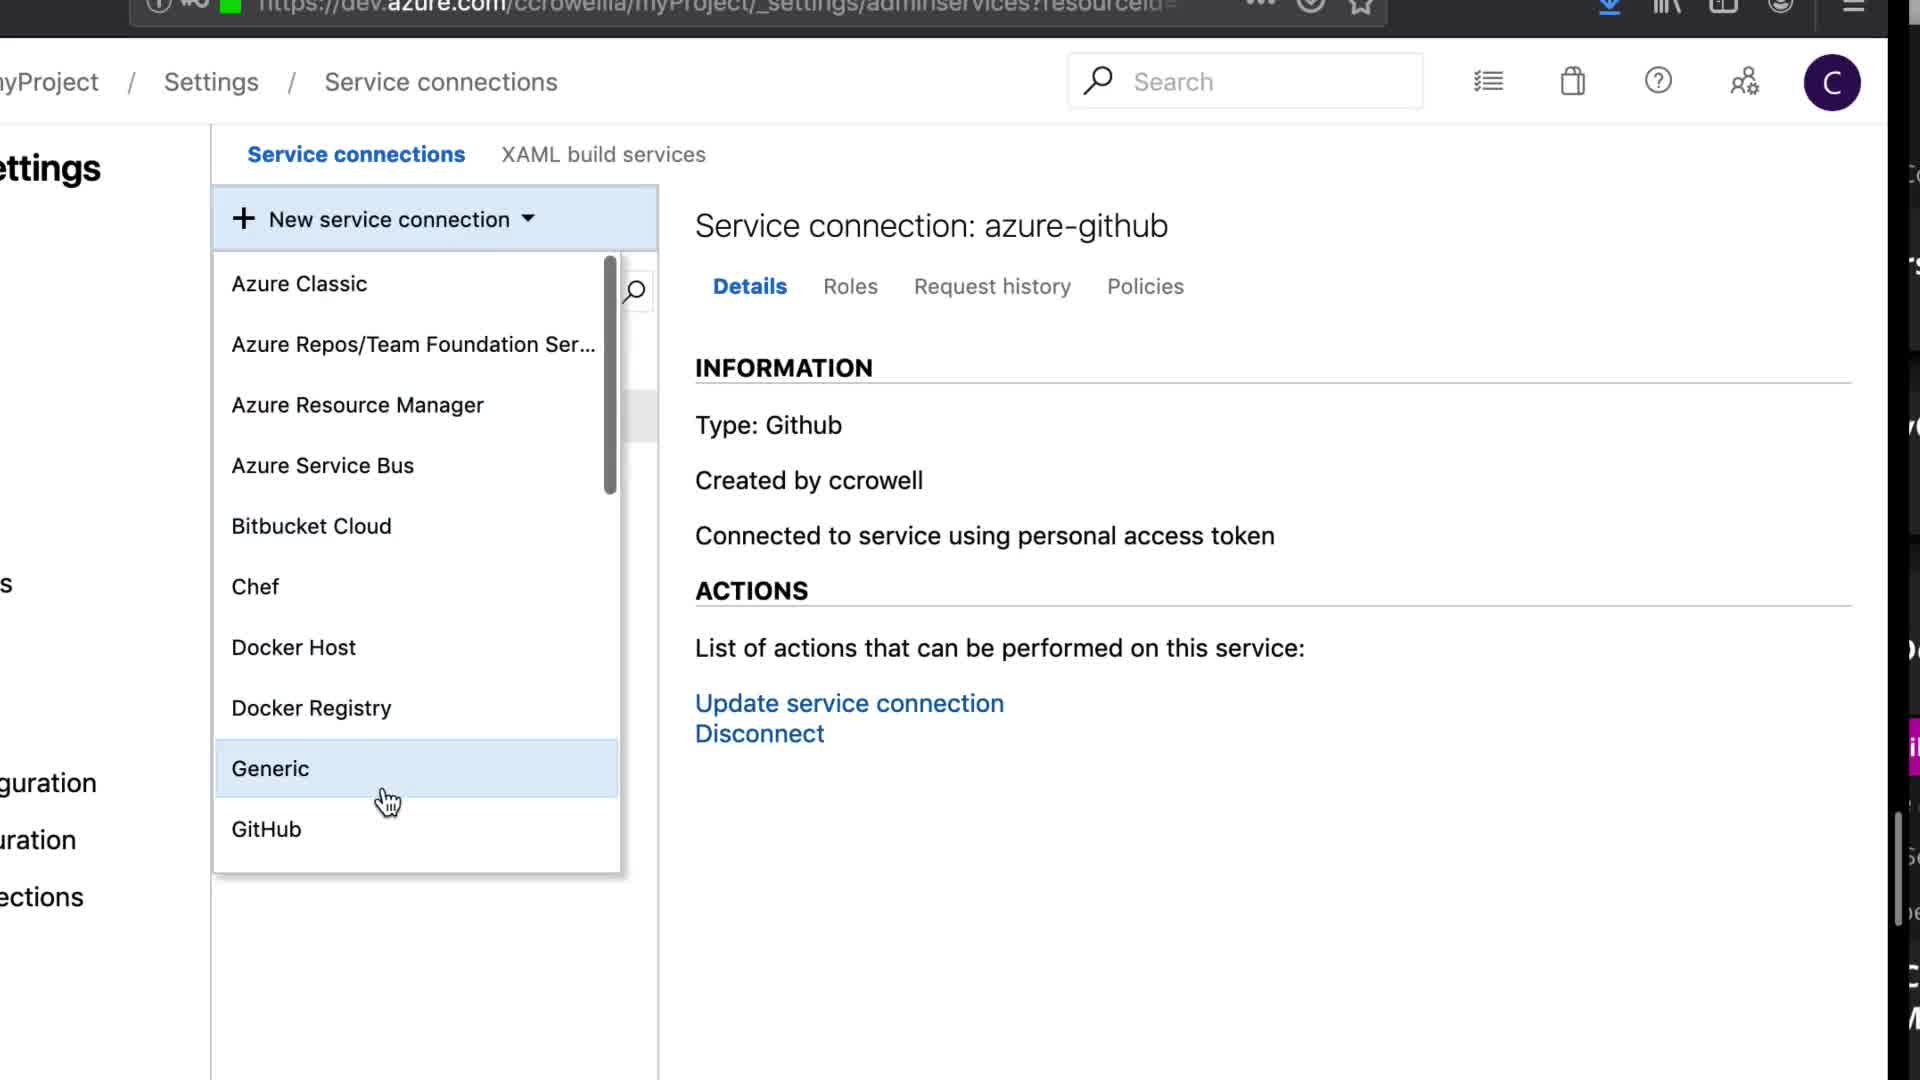 https://dev.azure.com/ccrowellla/myProject/_settings/adminservices?resourceId=
yProject / Settings / Service connections
Search
C
ettings
Service connections XAML build services
+ New service connection
Azure Classic
Azure Repos/Team Foundation Ser...
Azure Resource Manager
Azure Service Bus
Bitbucket Cloud
Chef
Docker Host
Docker Registry
Generic
GitHub
s
guration
uration
ections
Service connection: azure-github
Details Roles Request history Policies
INFORMATION
Type: Github
Created by ccrowell
Connected to service using personal access token
ACTIONS
List of actions that can be performed on this service:
Update service connection
Disconnect